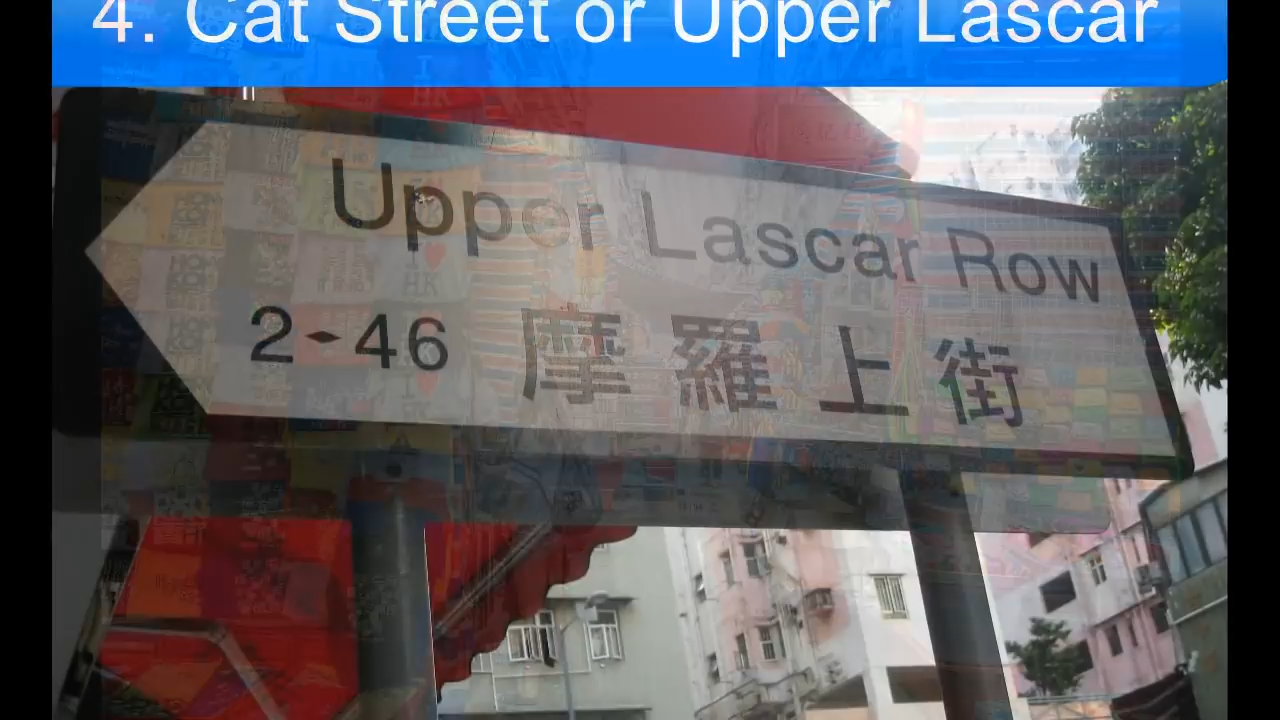 4. Cat Street or Upper Lascar
Upper Lascar Row
2-46 摩羅上街